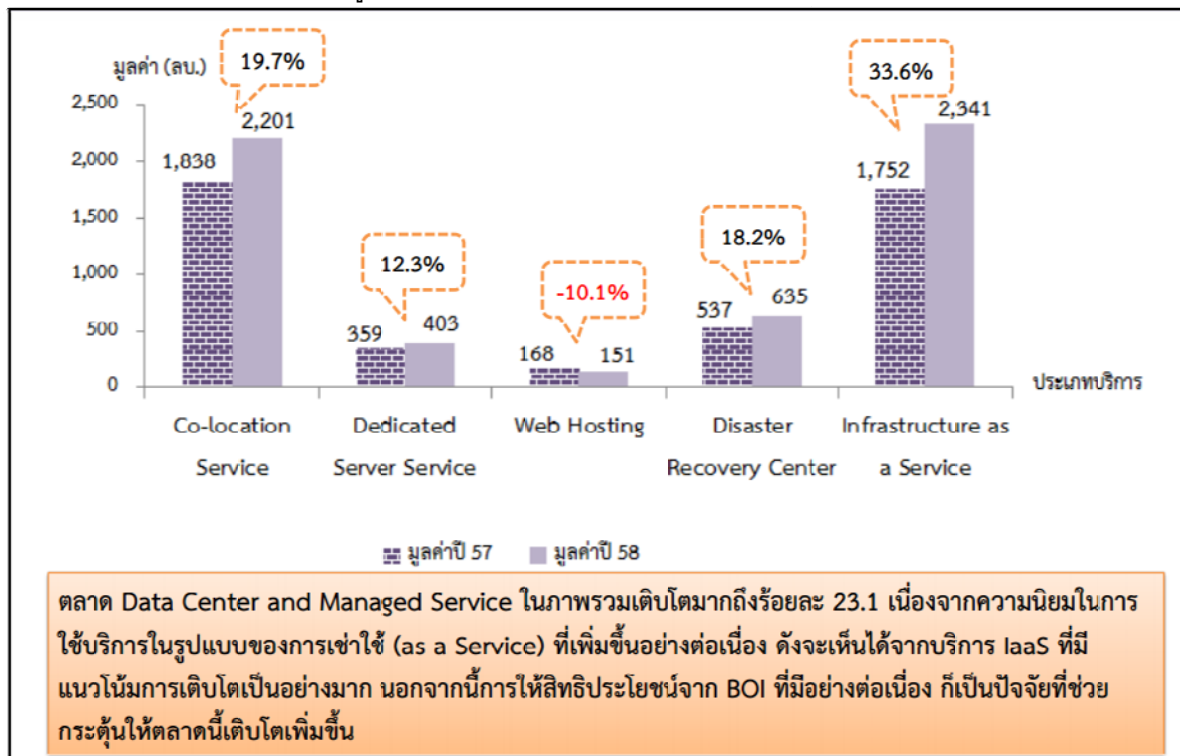 มูลค่า (ลบ.)
19.7%
33.6%
2,500
2,201
2,341
2,000
1,838
1,752
1,500
18.2%
1,000
12.3%
-10.1%
500
359
403
168
151
537
635
0
ประเภทบริการ
Co-location
Service
Dedicated
Server Service
Web Hosting
Disaster
Recovery Center
Infrastructure as
a Service
มูลค่าปี 57
มูลค่าปี 58
ตลาด Data Center and Managed Service ในภาพรวมเติบโตมากถึงร้อยละ 23.1 เนื่องจากความนิยมในการ
ใช้บริการในรูปแบบของการเช่าใช้ (as a Service) ที่เพิ่มขึ้นอย่างต่อเนื่อง ดังจะเห็นได้จากบริการ IaaS ที่มี
แนวโน้มการเติบโตเป็นอย่างมาก นอกจากนี้การให้สิทธิประโยชน์จาก BOI ที่มีอย่างต่อเนื่อง ก็เป็นปัจจัยที่ช่วย
กระตุ้นให้ตลาดนี้เติบโตเพิ่มขึ้น